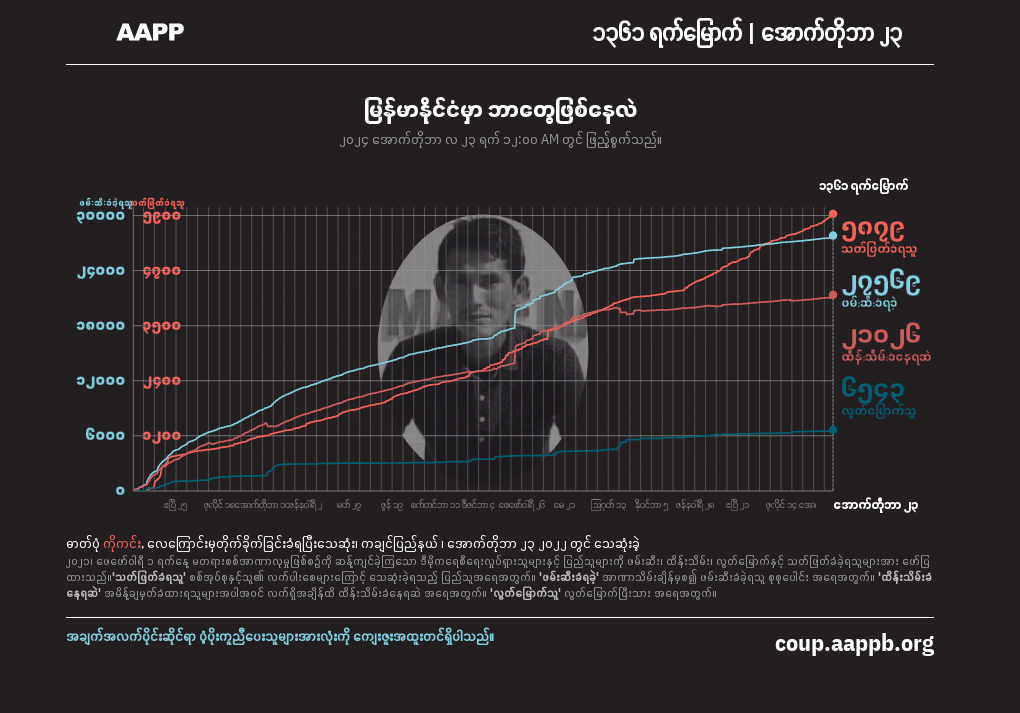 AAPP
၁၃၆၁ ရက်မြောက် | အောက်တိုဘာ ၂၃
မြန်မာနိုင်ငံမှာ ဘာတွေဖြစ်နေလဲ
၂၀၂၄ အောက်တိုဘာ လ ၂၃ ရက် ၁၂:၀၀ AM တွင် ဖြည့်စွက်သည်။
၁၃၆၁ ရက်မြောက်
ဖမ်းဆီးခံခဲ့ရသူ
သက်ဖြတ်ခံရသူ
၃၀၀၀၀ ၅၉၀၀
၂၄၀၀၀ ၄၇၀၀
၁၈၀၀၀ ၃၅၀၀
၁၂၀၀၀ ၂၄၀၀
၆၀၀၀ ၁၂၀၀
၀
၅၈၇၉
သတ်ဖြတ်ခံရသူ
၂၇၅၆၉
ဖမ်းဆီးခံရခဲ့
၂၁၀၂၆
ထိန်းသိမ်းခံနေရဆဲ
၆၅၄၃
လွတ်မြောက်သူ
ဧပြီ ၂၅
မတ် ၂၇
ဇွန် ၁၉
စက်တင်ဘာ ၁၁
ဒီဇင်ဘာ ၄
ဖေဖော်ဝါရီ ၂၆
မေ ၂၁
ဩဂုတ် ၁၃
နိုဝင်ဘာ ၅
ဇန်နဝါရီ ၂၈
ဧပြီ ၂၁
ဇူလိုင် ၁၄
အောက်တိုဘာ ၂၃
ဓာတ်ပုံ ကိုကင်း, လေကြောင်းမှတိုက်ခိုက်ခြင်းခံရပြီးသေဆုံး၊ ကချင်ပြည်နယ် ၊ အောက်တိုဘာ ၂၃ ၂၀၂၂ တွင် သေဆုံးခဲ့
၂၀၂၁၊ ဖေဖော်ဝါရီ ၁ ရက်နေ့ မတရားစစ်အာဏာလုမှုဖြစ်စဥ်ကို ဆန့်ကျင်ခဲ့ကြသော ဒီမိုကရေစီရေးလှုပ်ရှားသူများနှင့် ပြည်သူများကို ဖမ်းဆီး၊ ထိန်းသိမ်း၊ လွတ်မြောက်နှင့် သတ်ဖြတ်ခံခဲ့ရသူများအား ဖော်ပြ
ထားသည်။'သတ်ဖြတ်ခံရသူ' စစ်အုပ်စုနှင့်သူ၏ လက်ပါးစေများကြောင့် သေဆုံးခဲ့ရသည့် ပြည်သူအရေအတွက်။ 'ဖမ်းဆီးခံရခဲ့' အာဏာသိမ်းချိန်မှစ၍ ဖမ်းဆီးခံခဲ့ရသူ စုစုပေါင်း အရေအတွက်။ 'ထိန်းသိမ်းခံ
နေရဆဲ' အမိန့်ချမှတ်ခံထားရသူများအပါအဝင် လက်ရှိအချိန်ထိ ထိန်းသိမ်းခံနေရဆဲ အရေအတွက်။ 'လွတ်မြောက်သူ' လွတ်မြောက်ပြီးသား အရေအတွက်။
အချက်အလက်ပိုင်းဆိုင်ရာ ပံ့ပိုးကူညီပေးသူများအားလုံးကို ကျေးဇူးအထူးတင်ရှိပါသည်။
coup.aappb.org